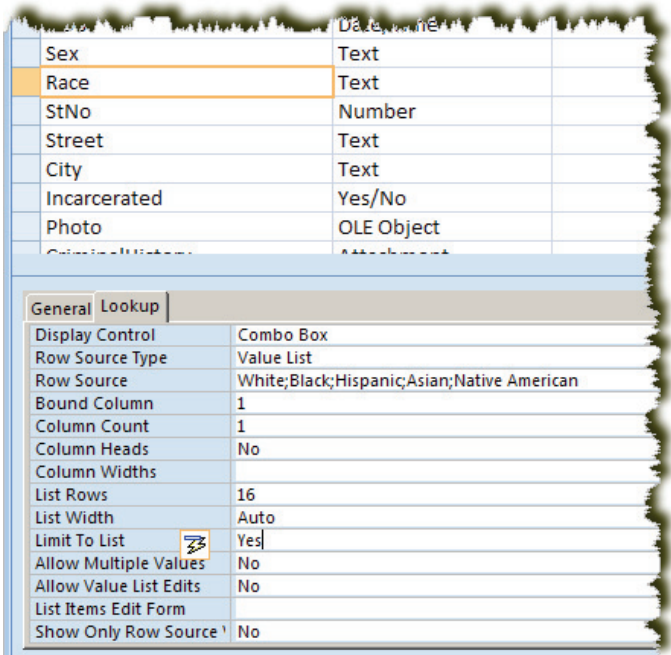 Sex Text
Race Text
StNo Number
Street Text
City Text
Incarcerated Yes/No
Photo OLE Object
General Lookup
Display Control Combo Box
Row Source Type Value List
Row Source White;Black;Hispanic;Asian;Native American
Bound Column 1
Column Count 1
Column Heads No
Column Widths
List Rows 16
List Width Auto
Limit To List Yes
Allow Multiple Values No
Allow Value List Edits No
List Items Edit Form
Show Only Row Source No